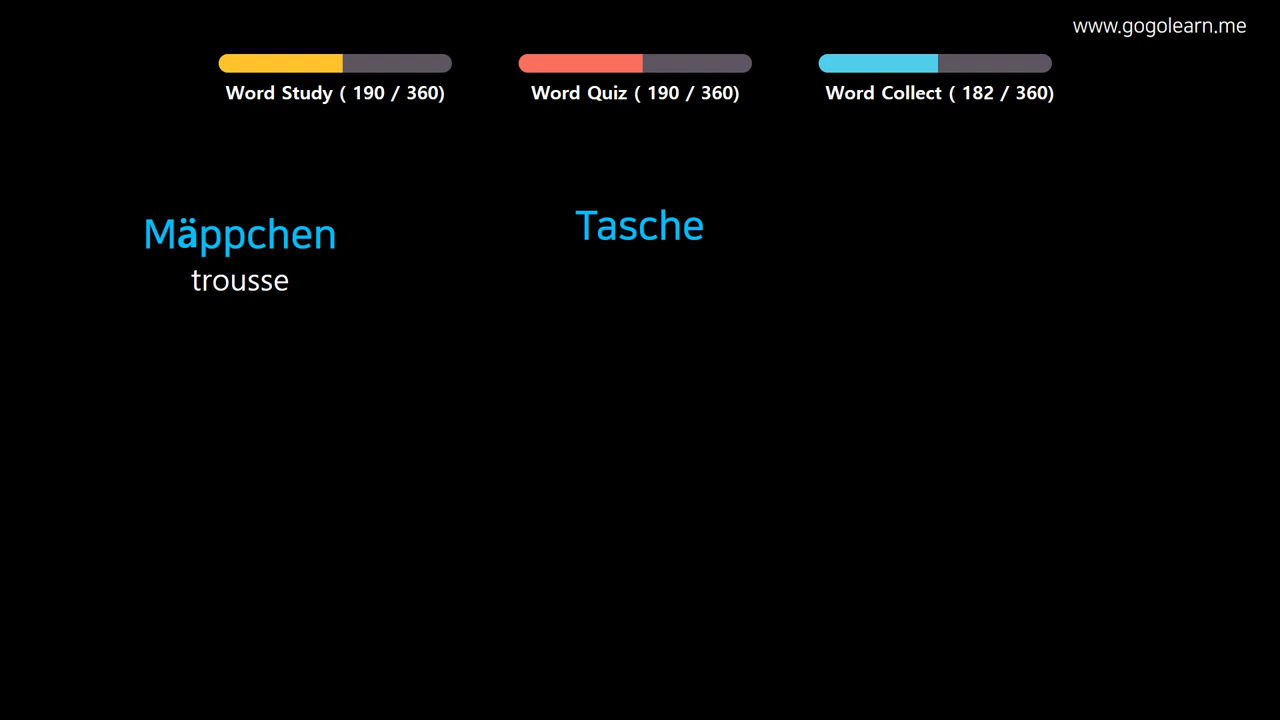 www.gogolearn.me
Word Study ( 190 / 360)
Word Quiz ( 190 / 360)
Word Collect ( 182 / 360)
Mäppchen
trousse
Tasche